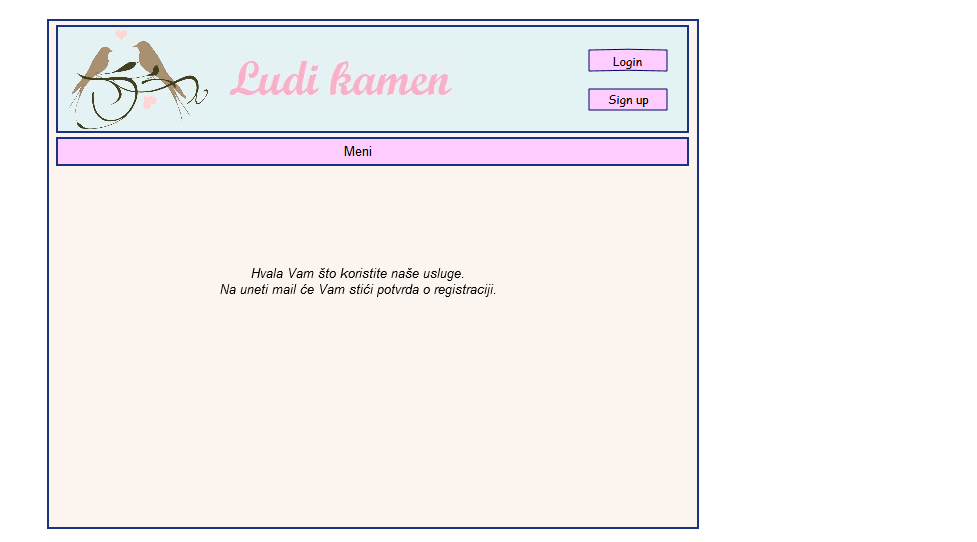 Ludi kamen
Login
Sign up
Meni
Hvala Vam što koristite naše usluge.
Na uneti mail će Vam stići potvrda o registraciji.